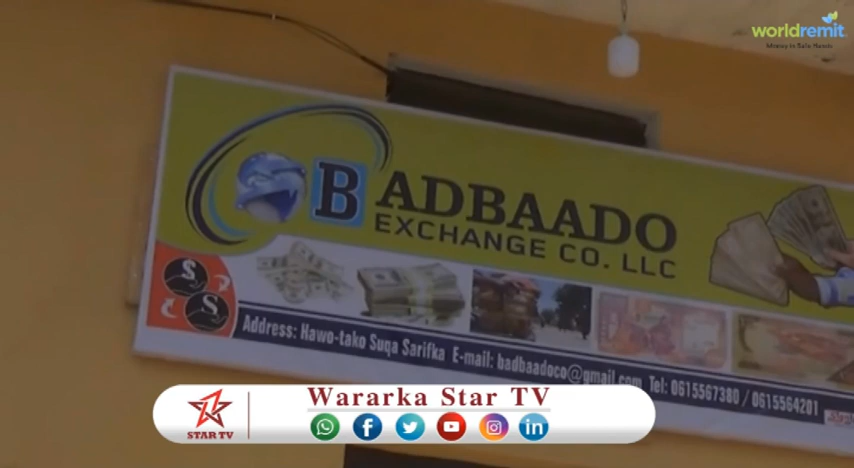 worldremit
Money in Safe Hands
BADBAADO
EXCHANGE CO. LLC
Address: Hawo-tako Suqa Sarifka E-mail: badbaadoco@gmail.com Tel: 0615567380 / 0615564201
Wararka Star TV
STAR TV